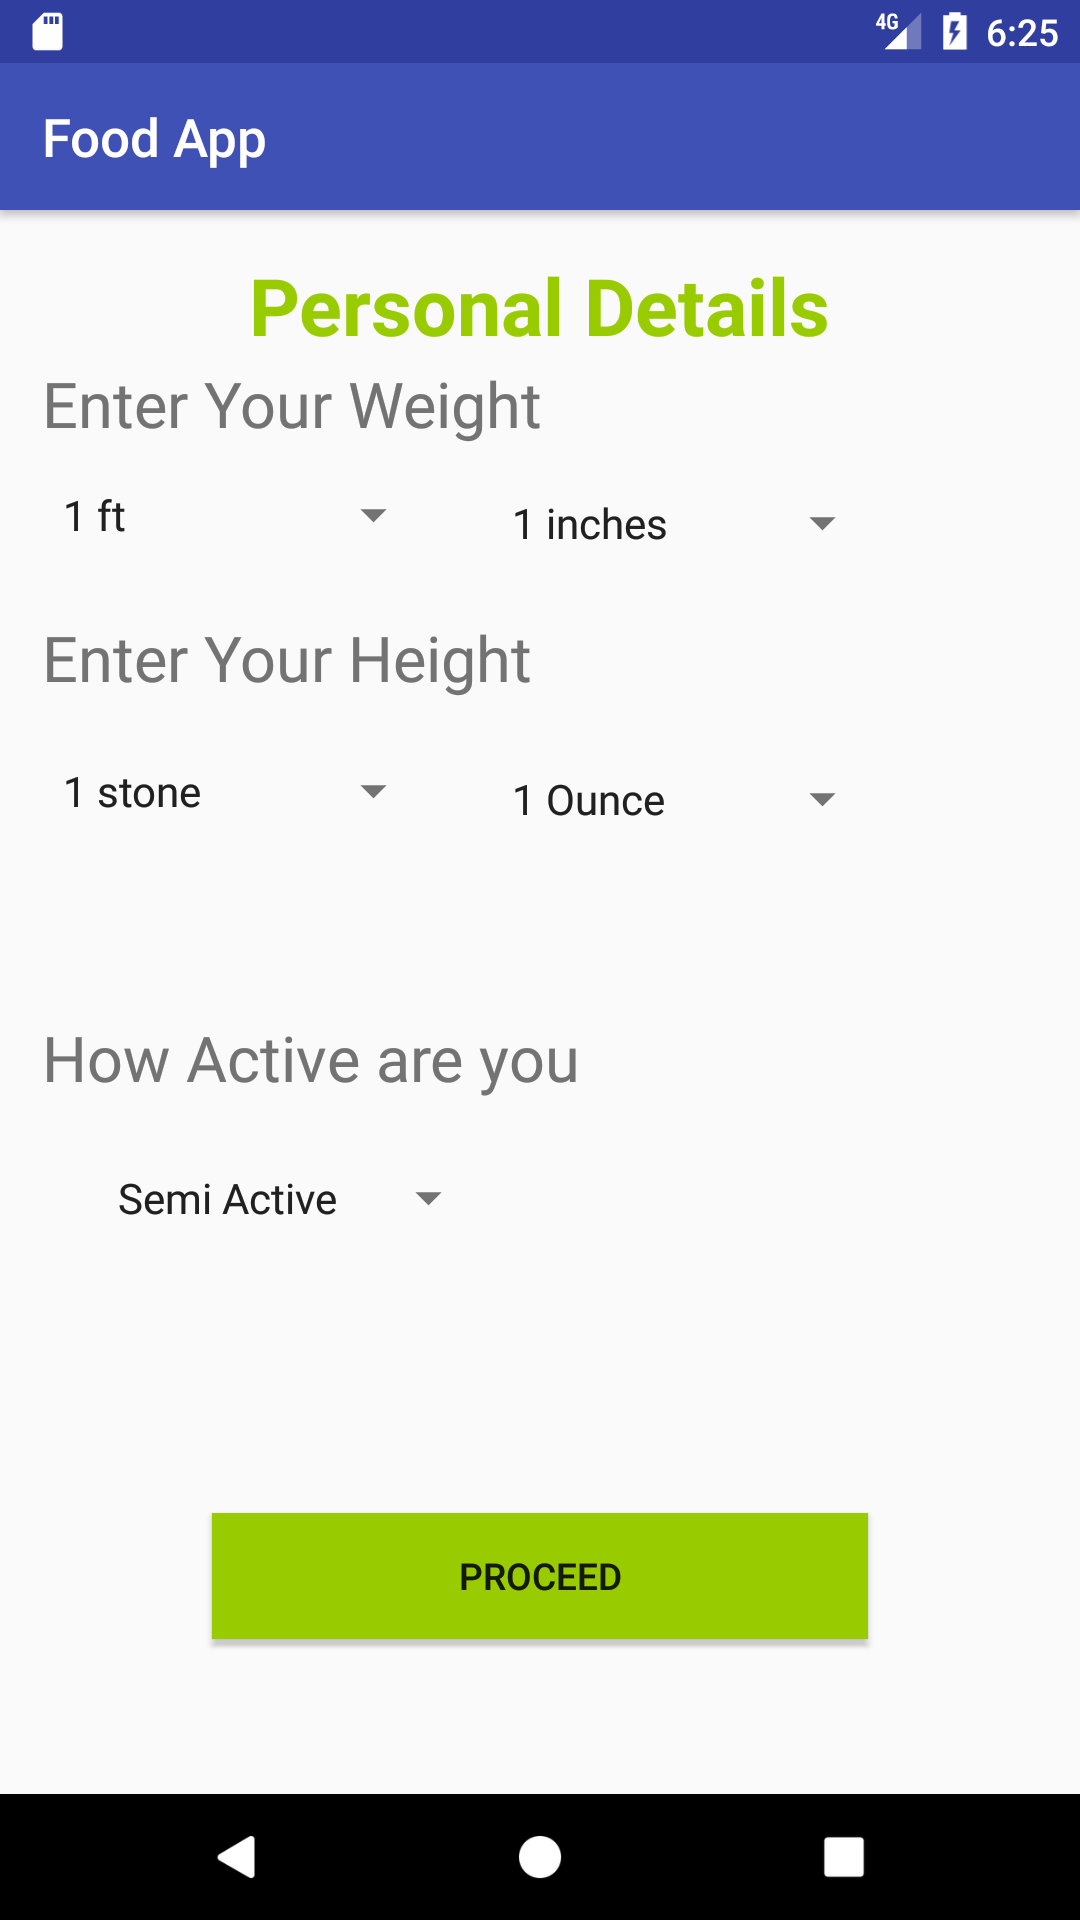 4G 6:25
Food App
Personal Details
Enter Your Weight
1 ft 1 inches
Enter Your Height
1 stone 1 Ounce
How Active are you
Semi Active
PROCEED